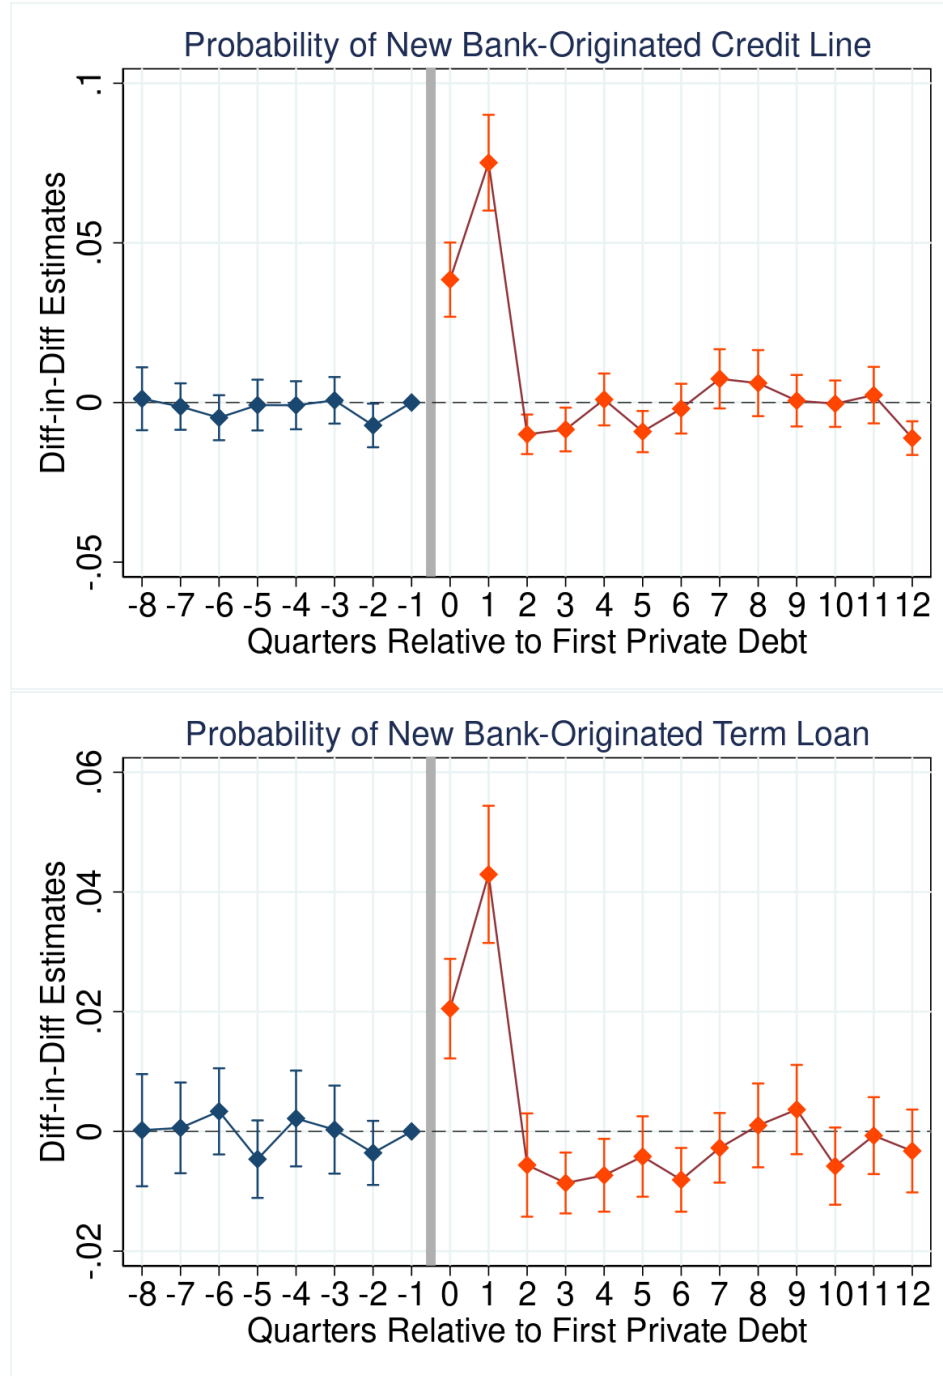 Probability of New Bank-Originated Credit Line
Diff-in-Diff Estimates
.1
.05
0
-.05
-8 -7 -6 -5 -4 -3 -2 -1 0 1 2 3 4 5 6 7 8 9 10 11 12
Quarters Relative to First Private Debt
Probability of New Bank-Originated Term Loan
Diff-in-Diff Estimates
.06
.04
.02
0
-.02
-8 -7 -6 -5 -4 -3 -2 -1 0 1 2 3 4 5 6 7 8 9 10 11 12
Quarters Relative to First Private Debt